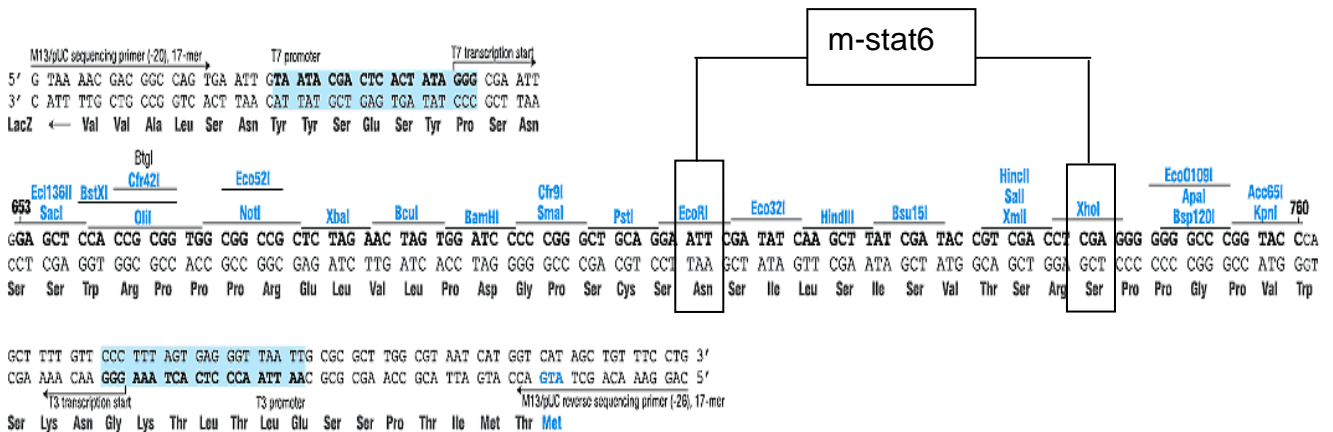 m-stat6
M13/pUC sequencing primer (-20), 17-mer T7 promoter T7 transcription start
5′ G TAA AAC GAC GGC CAG TGA ATT GTA ATA CGA CTC ACT ATA GGG CGA ATT
3′ C ATT TTG CTG CCG GTC ACT TAA CAT TAT GCT GAG TGA TAT CCC GCT TAA
LacZ ← Val Val Ala Leu Ser Asn Tyr Tyr Ser Glu Ser Tyr Pro Ser Asn
BtgI
Ecl136II BstXI Cfr42I Eco52I Cfr9I HincII Eco0109I
SalI ApaI Acc65I
653 SacI OliI NotI XbaI BcuI BamHI SmaI PstI EcoRI Eco32I HindIII Bsu15I XmiI XhoI Bsp120I KpnI 760
GGA GCT CCA CCG CGG TGG CGG CCG CTC TAG AAC TAG TGG ATC CCC CGG GCT GCA GGA ATT CGA TAT CAA GCT TAT CGA TAC CGT CGA CCT CGA GGG GGG GCC CGG TAC CCA
CCT CGA GGT GGC GCC ACC GCC GGC GAG ATC TTG ATC ACC TAG GGG GCC CGA CGT CCT TAA GCT ATA GTT CGA ATA GCT ATG GCA GCT GGA GCT CCC CCC CGG GCC ATG GGT
Ser Ser Trp Arg Pro Pro Pro Arg Glu Leu Val Leu Pro Asp Gly Pro Ser Cys Ser Asn Ser Ile Leu Ser Ile Ser Val Thr Ser Arg Ser Pro Pro Gly Pro Val Trp
GCT TTT GTT CCC TTT AGT GAG GGT TAA TTG CGC GCT TGG CGT AAT CAT GGT CAT AGC TGT TTC CTG 3′
CGA AAA CAA GGG AAA TCA CTC CCA ATT AAC GCG CGA ACC GCA TTA GTA CCA GTA TCG ACA AAG GAC 5′
T3 transcription start T3 promoter M13/pUC reverse sequencing primer (-26), 17-mer
Ser Lys Asn Gly Lys Thr Leu Thr Leu Glu Ser Ser Pro Thr Ile Met Thr Met